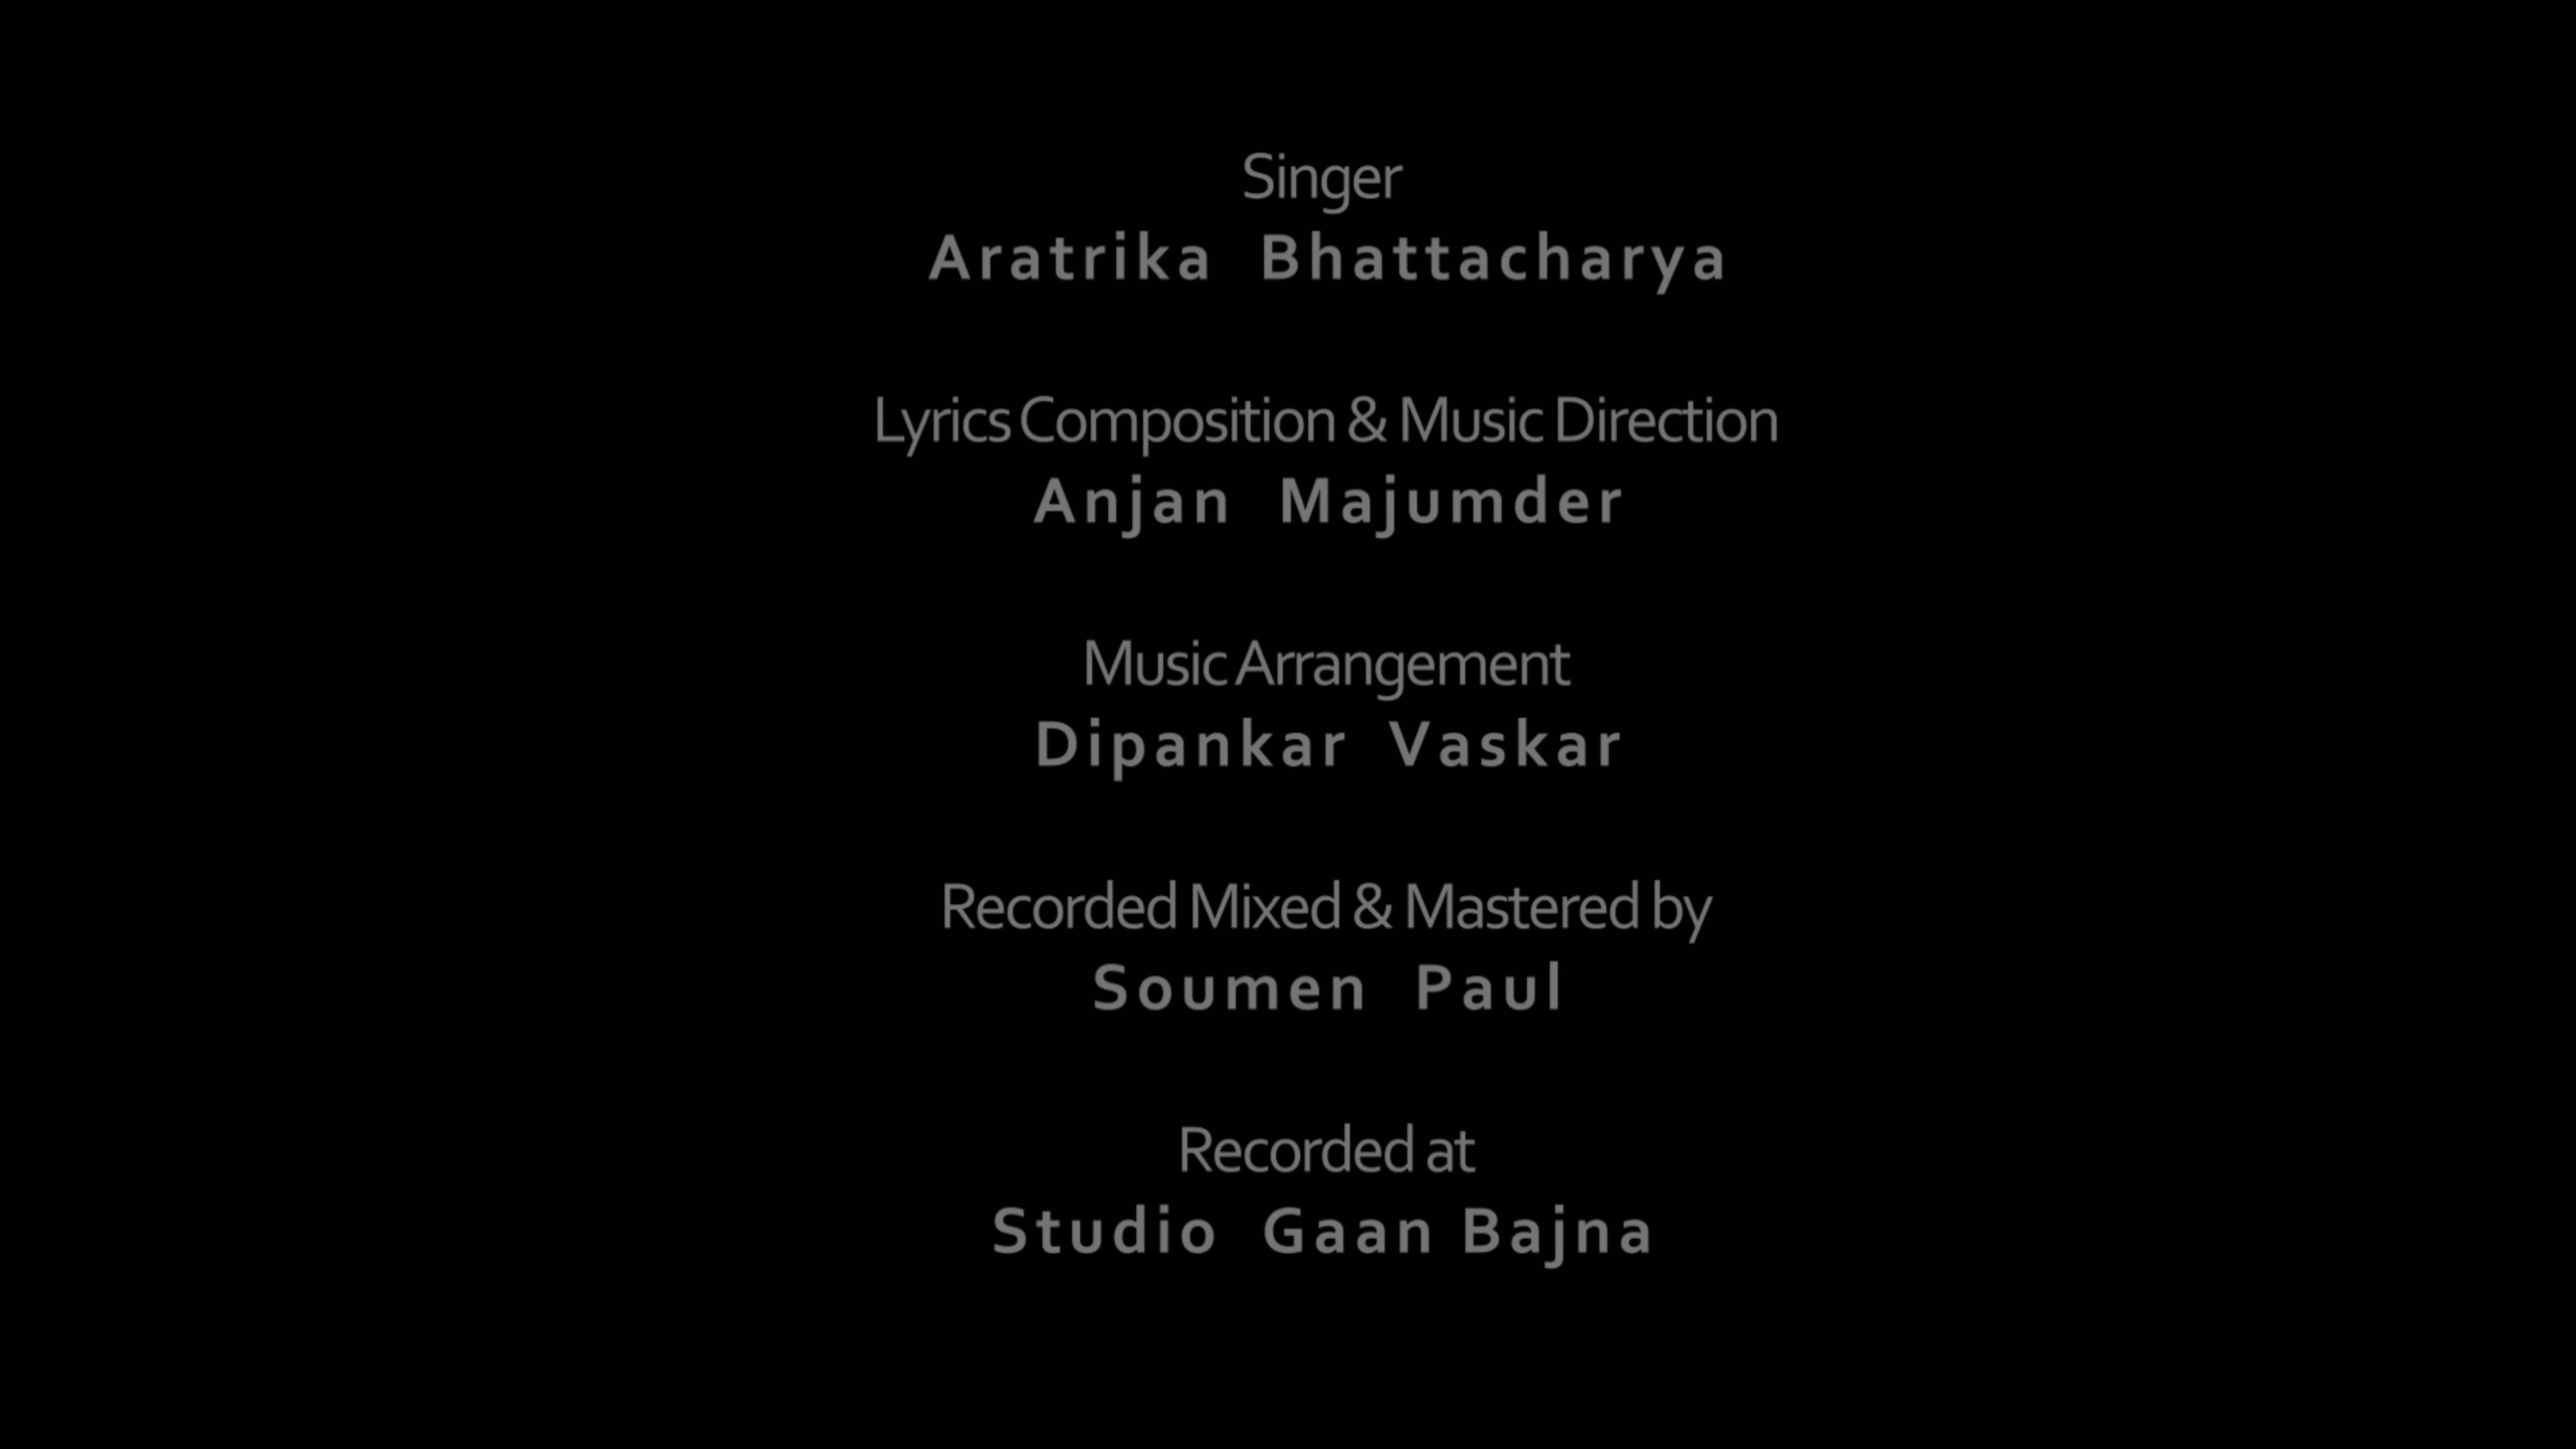 Singer
Aratrika Bhattacharya
Lyrics Composition & Music Direction
Anjan Majumder
Music Arrangement
Dipankar Vaskar
Recorded Mixed & Mastered by
Soumen Paul
Recorded at
Studio Gaan Bajna